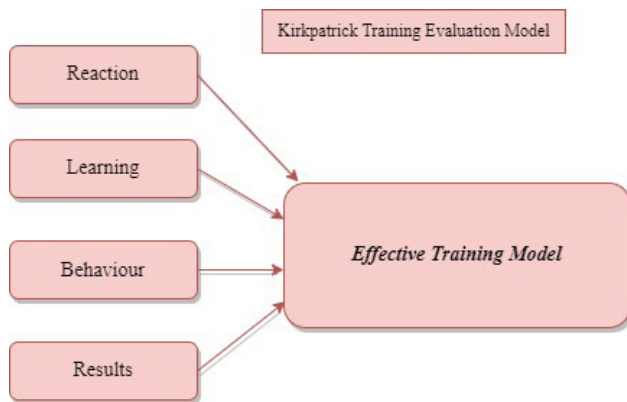 Kirkpatrick Training Evaluation Model
Reaction
Learning
Behaviour
Results
Effective Training Model